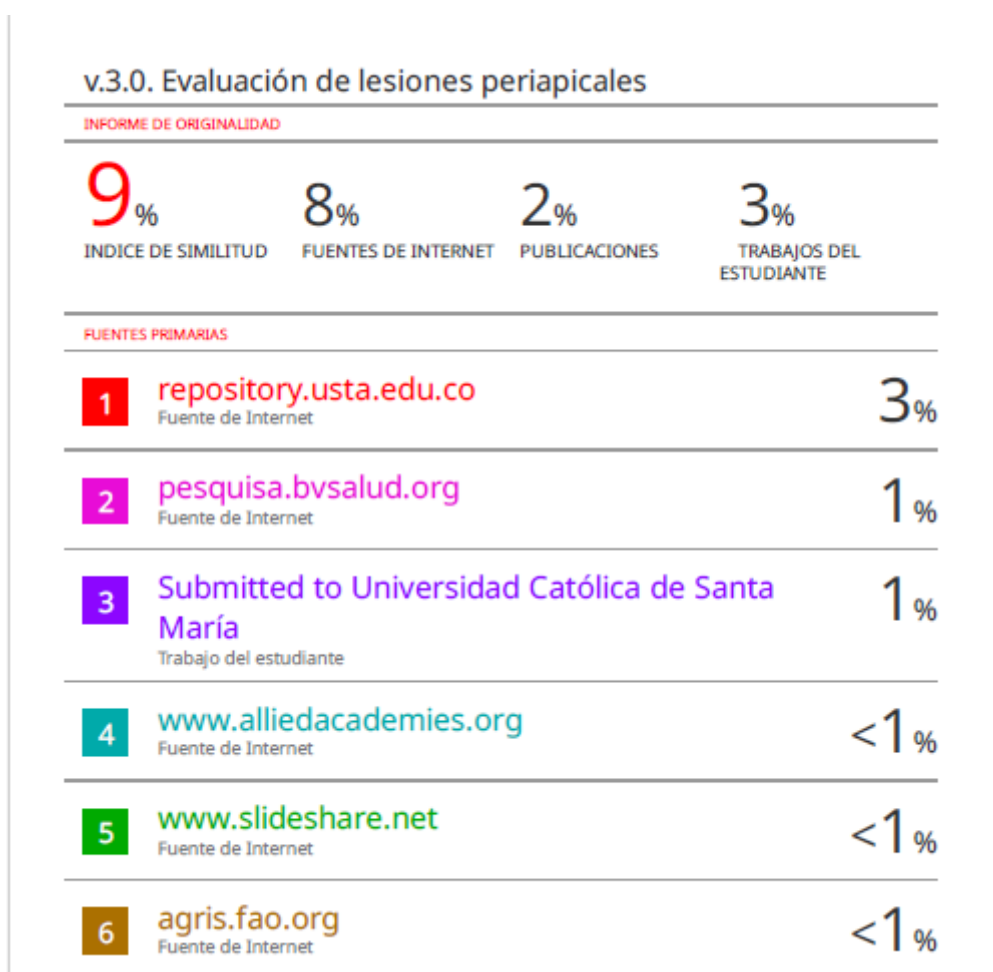 v.3.0. Evaluación de lesiones periapicales
INFORME DE ORIGINALIDAD
9%
INDICE DE SIMILITUD
8%
FUENTES DE INTERNET
2%
PUBLICACIONES
3%
TRABAJOS DEL
ESTUDIANTE
FUENTES PRIMARIAS
1
repository.usta.edu.co
Fuente de Internet
3%
2
pesquisa.bvsalud.org
Fuente de Internet
1%
3
Submitted to Universidad Católica de Santa
María
Trabajo del estudiante
1%
4
www.alliedacademies.org
Fuente de Internet
<1%
5
www.slideshare.net
Fuente de Internet
<1%
6
agris.fao.org
Fuente de Internet
<1%